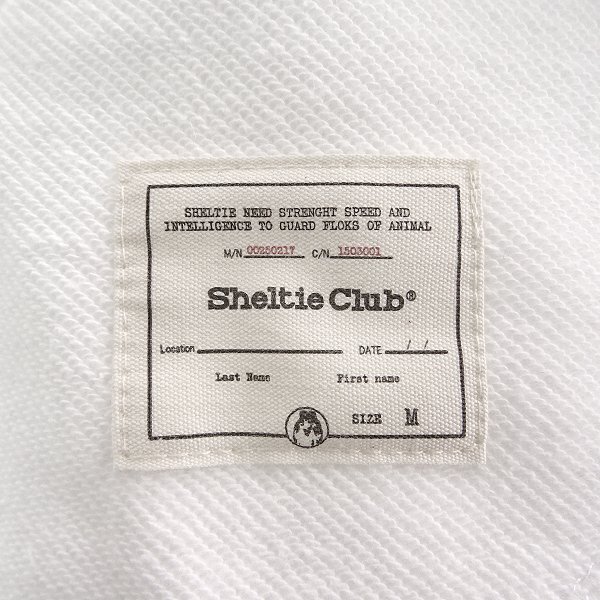 SHELTIE NEED STRENGHT SPEED AND
INTELLIGENCE TO GUARD FLOKS OF ANIMAL
M/N 00250217 C/N 1503001
Sheltie Club®
Location DATE / /
Last Name First name
SIZE M